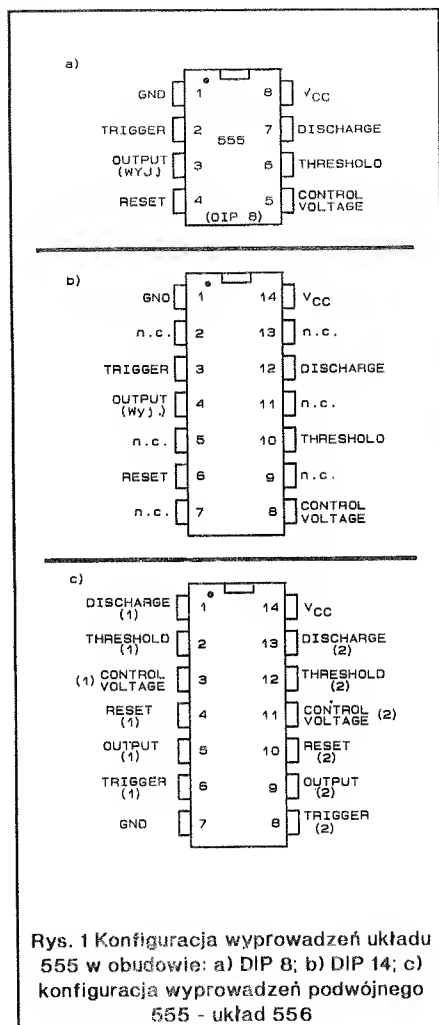 a)
GND 1 8 VCC
TRIGGER 2 7 DISCHARGE
555
OUTPUT
(WYJ.) 3 6 THRESHOLD
RESET 4 5 CONTROL
VOLTAGE
(DIP 8)
b)
GND 1 14 VCC
n.c. 2 13 n.c.
TRIGGER 3 12 DISCHARGE
OUTPUT
(Wyj.) 4 11 n.c.
n.c. 5 10 THRESHOLD
RESET 6 9 n.c.
n.c. 7 8 CONTROL
VOLTAGE
c)
DISCHARGE
(1) 1 14 VCC
THRESHOLD
(1) 2 13 DISCHARGE
(2)
(1) CONTROL
VOLTAGE 3 12 THRESHOLD
(2)
RESET
(1) 4 11 CONTROL
VOLTAGE (2)
OUTPUT
(1) 5 10 RESET
(2)
TRIGGER
(1) 6 9 OUTPUT
(2)
GND 7 8 TRIGGER
(2)
Rys. 1 Konfiguracja wyprowadzeń układu
555 w obudowie: a) DIP 8; b) DIP 14; c)
konfiguracja wyprowadzeń podwójnego
555 - układ 556